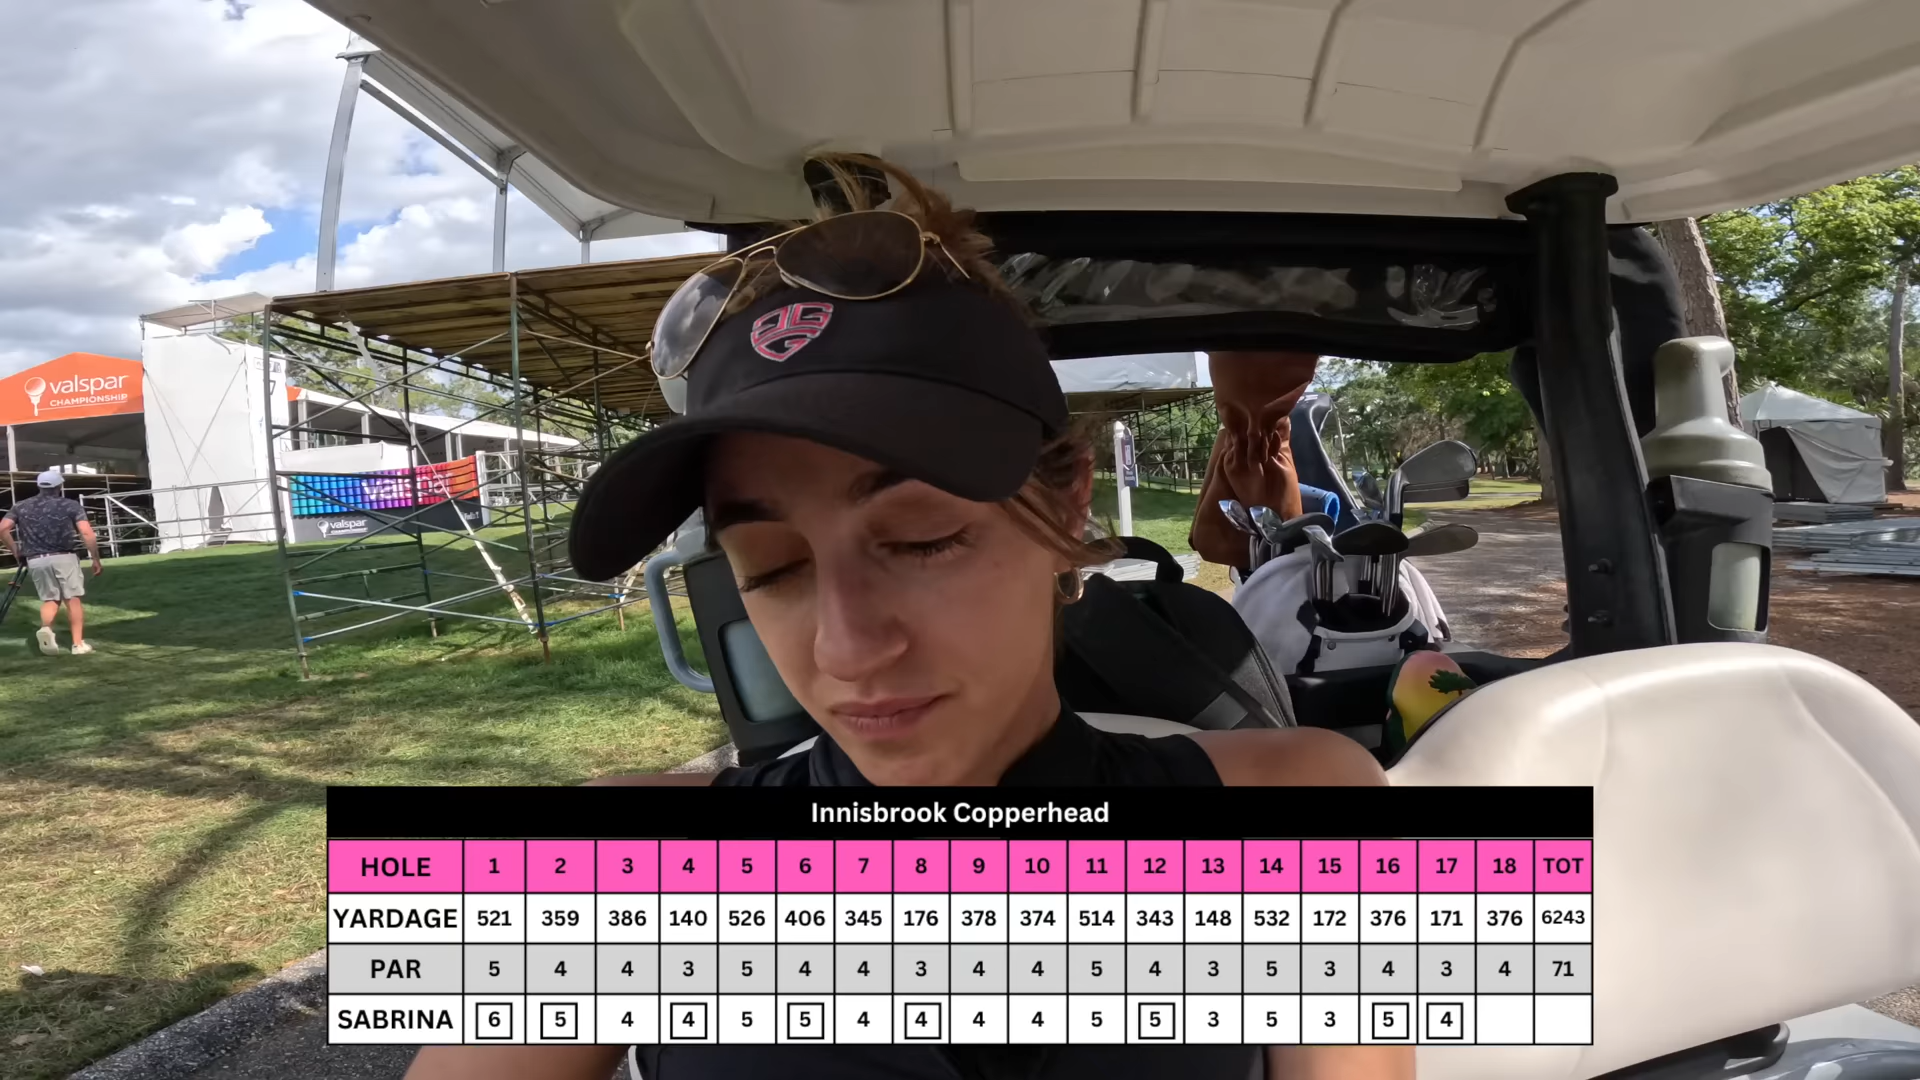 valspar
CHAMPIONSHIP
valspar
valspar
Innisbrook Copperhead
HOLE 1 2 3 4 5 6 7 8 9 10 11 12 13 14 15 16 17 18 TOT
YARDAGE 521 359 386 140 526 406 345 176 378 374 514 343 148 532 172 376 171 376 6243
PAR 5 4 4 3 5 4 4 3 4 4 5 4 3 5 3 4 3 4 71
SABRINA 6 5 4 4 5 5 4 4 4 4 5 5 3 5 3 5 4